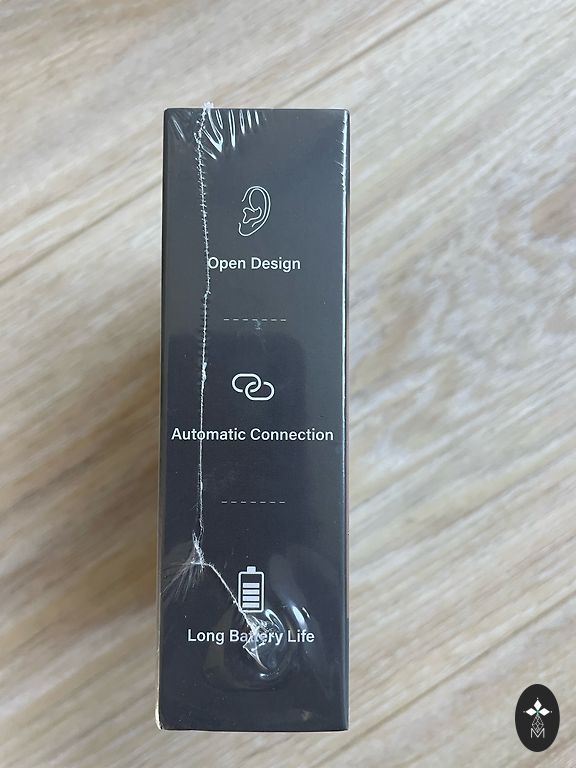 Open Design
Automatic Connection
Long Battery Life